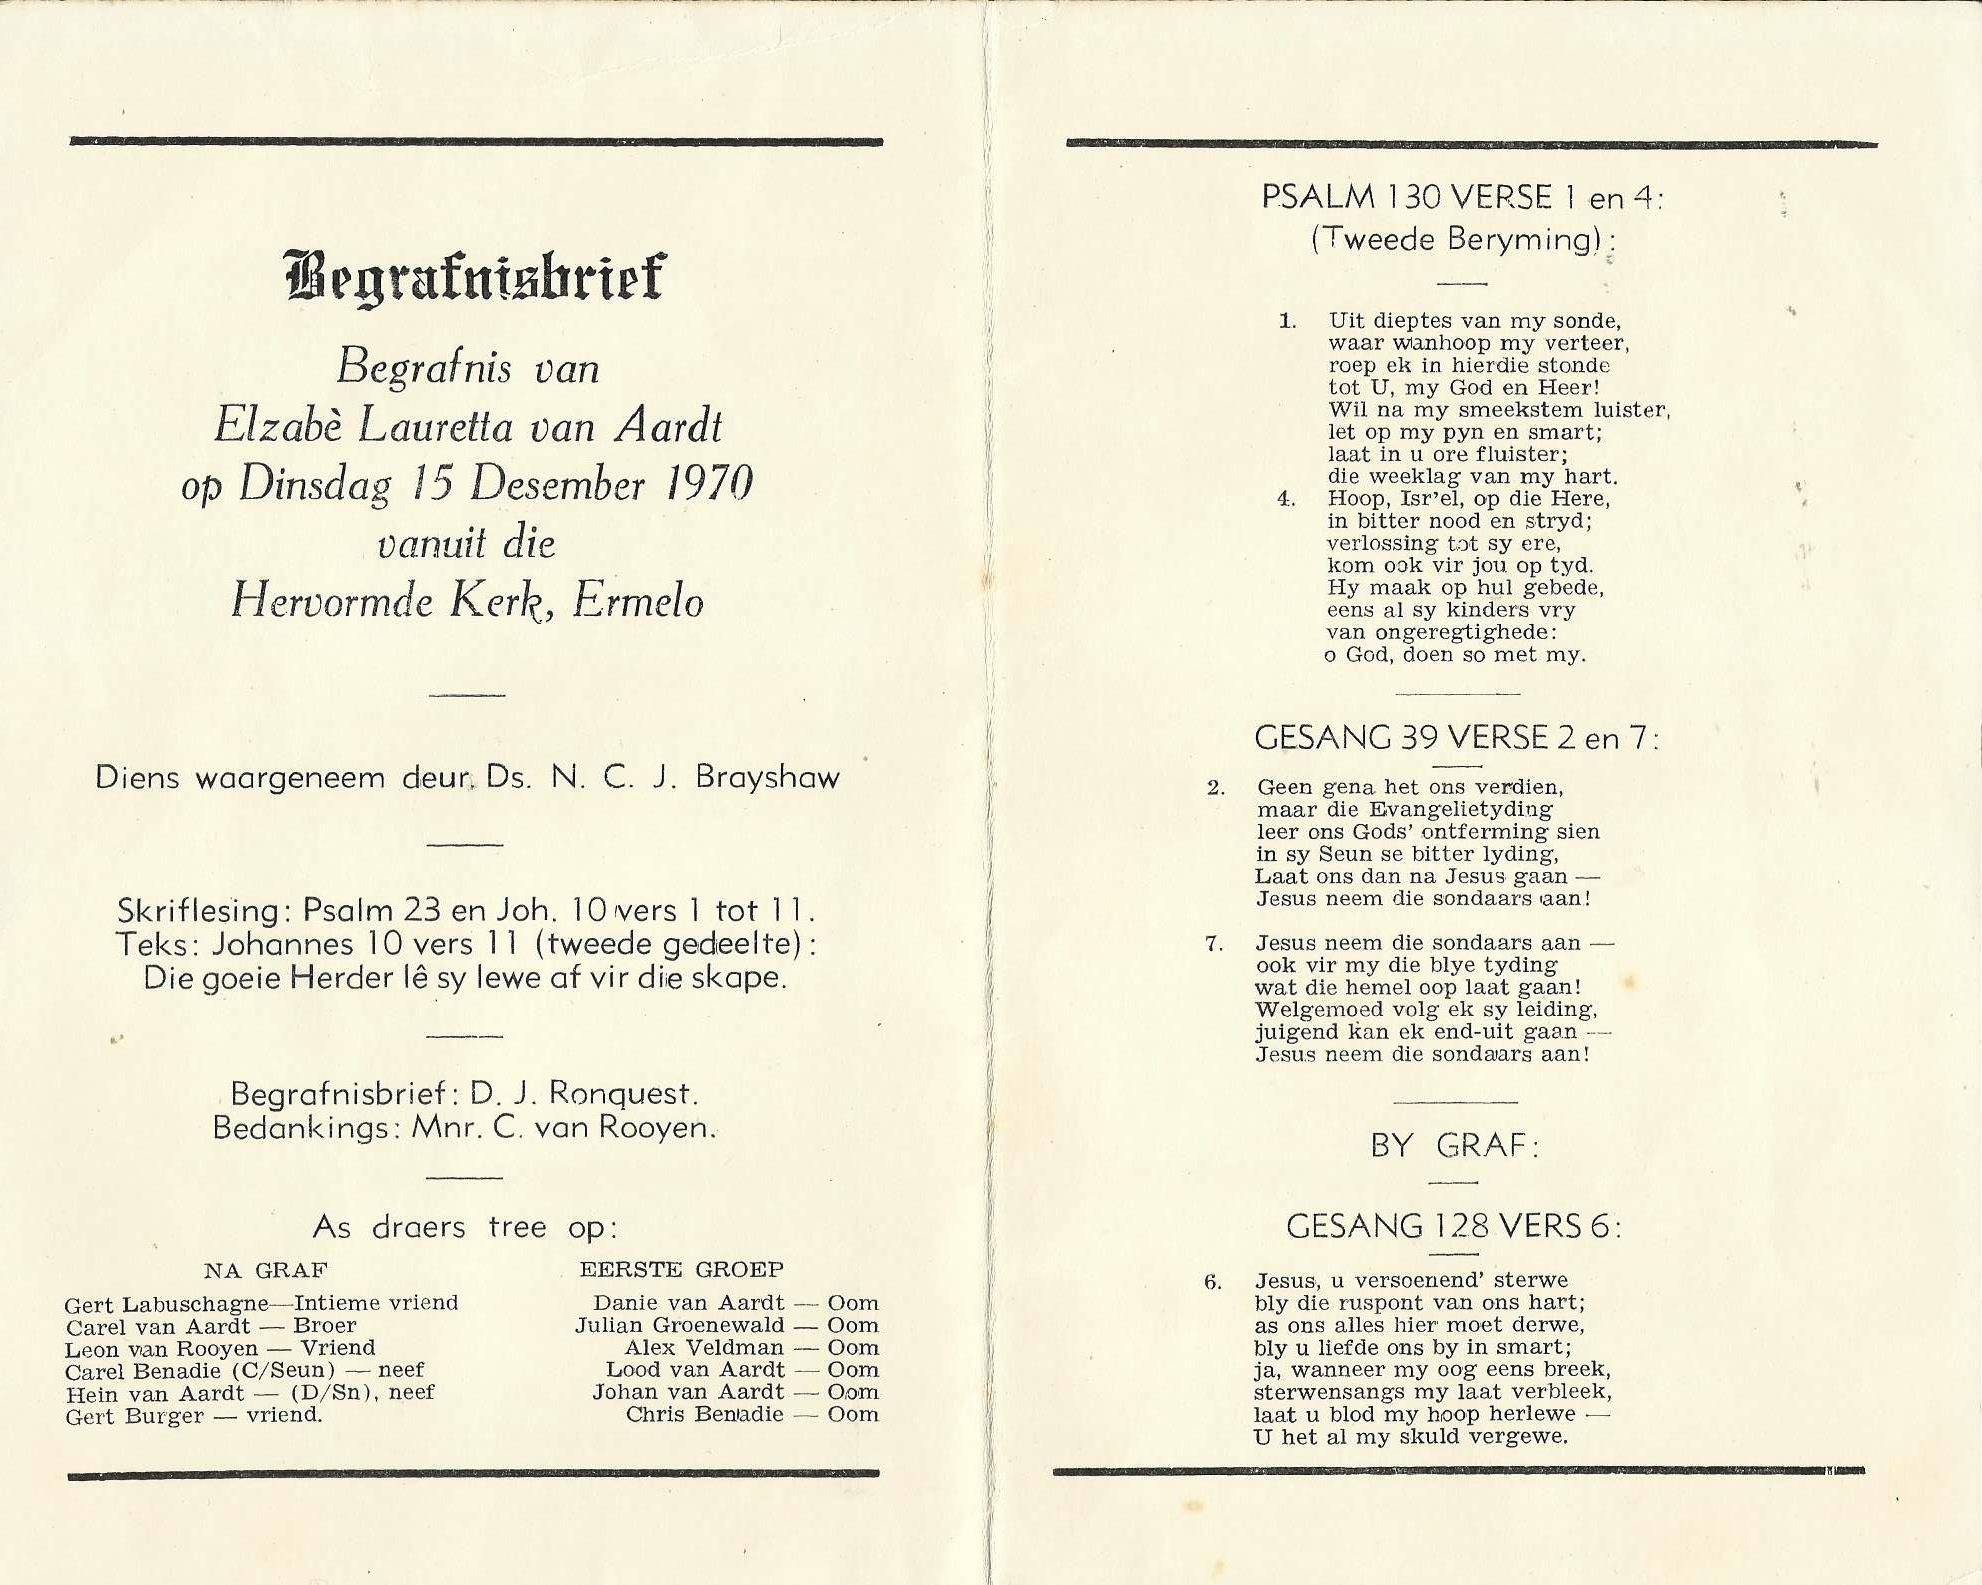 Begrafnisbrief
Begrafnis van
Elzabè Lauretta van Aardt
op Dinsdag 15 Desember 1970
vanuit die
Hervormde Kerk, Ermelo
Diens waargeneem deur Ds. N. C. J. Brayshaw
Skriflesing: Psalm 23 en Joh. 10 vers 1 tot 11.
Teks: Johannes 10 vers 11 (tweede gedeelte):
Die goeie Herder lê sy lewe af vir die skape.
Begrafnisbrief: D. J. Ronquest.
Bedankings: Mnr. C. van Rooyen.
As draers tree op:
NA GRAF
Gert Labuschagne—Intieme vriend
Carel van Aardt — Broer
Leon van Rooyen — Vriend
Carel Benadie (C/Seun) — neef
Hein van Aardt — (D/Sn), neef
Gert Burger — vriend.
EERSTE GROEP
Danie van Aardt — Oom
Julian Groenewald — Oom
Alex Veldman — Oom
Lood van Aardt — Oom
Johan van Aardt — Oom
Chris Benadie — Oom
PSALM 130 VERSE 1 en 4:
(Tweede Beryming):
1. Uit dieptes van my sonde,
waar wanhoop my verteer,
roep ek in hierdie stonde
tot U, my God en Heer!
Wil na my smeekstem luister,
let op my pyn en smart;
laat in u ore fluister;
die weeklag van my hart.
4. Hoop, Isr'el, op die Here,
in bitter nood en stryd;
verlossing tot sy ere,
kom ook vir jou op tyd.
Hy maak op hul gebede,
eens al sy kinders vry
van ongeregtighede:
o God, doen so met my.
GESANG 39 VERSE 2 en 7:
2. Geen gena het ons verdien,
maar die Evangelietyding
leer ons Gods' ontferming sien
in sy Seun se bitter lyding,
Laat ons dan na Jesus gaan —
Jesus neem die sondaars aan!
7. Jesus neem die sondaars aan —
ook vir my die blye tyding
wat die hemel oop laat gaan!
Welgemoed volg ek sy leiding,
juigend kan ek end-uit gaan —
Jesus neem die sondaars aan!
BY GRAF:
GESANG 128 VERS 6:
6. Jesus, u versoenend' sterwe
bly die ruspont van ons hart;
as ons alles hier moet derwe,
bly u liefde ons by in smart;
ja, wanneer my oog eens breek,
sterwensangs my laat verbleek,
laat u blod my hoop herlewe —
U het al my skuld vergewe.